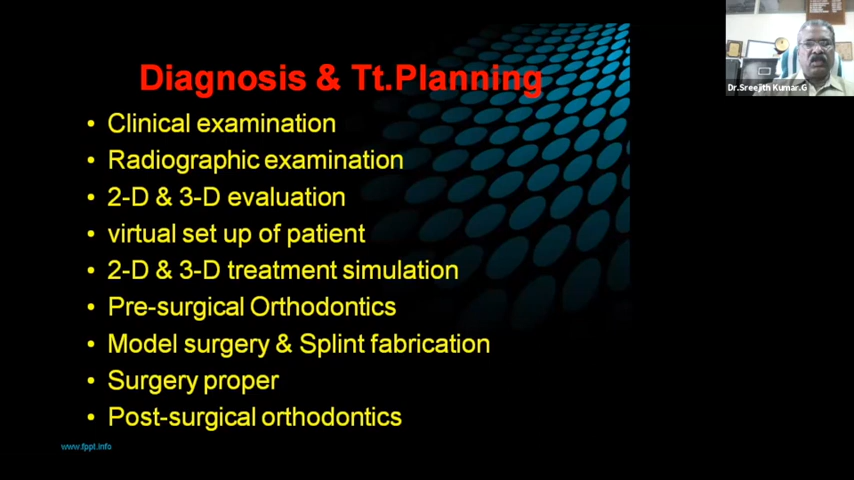 Diagnosis & Tt.Planning
• Clinical examination
• Radiographic examination
• 2-D & 3-D evaluation
• virtual set up of patient
• 2-D & 3-D treatment simulation
• Pre-surgical Orthodontics
• Model surgery & Splint fabrication
• Surgery proper
• Post-surgical orthodontics
www.fppt.info
Dr.Sreejith Kumar.G